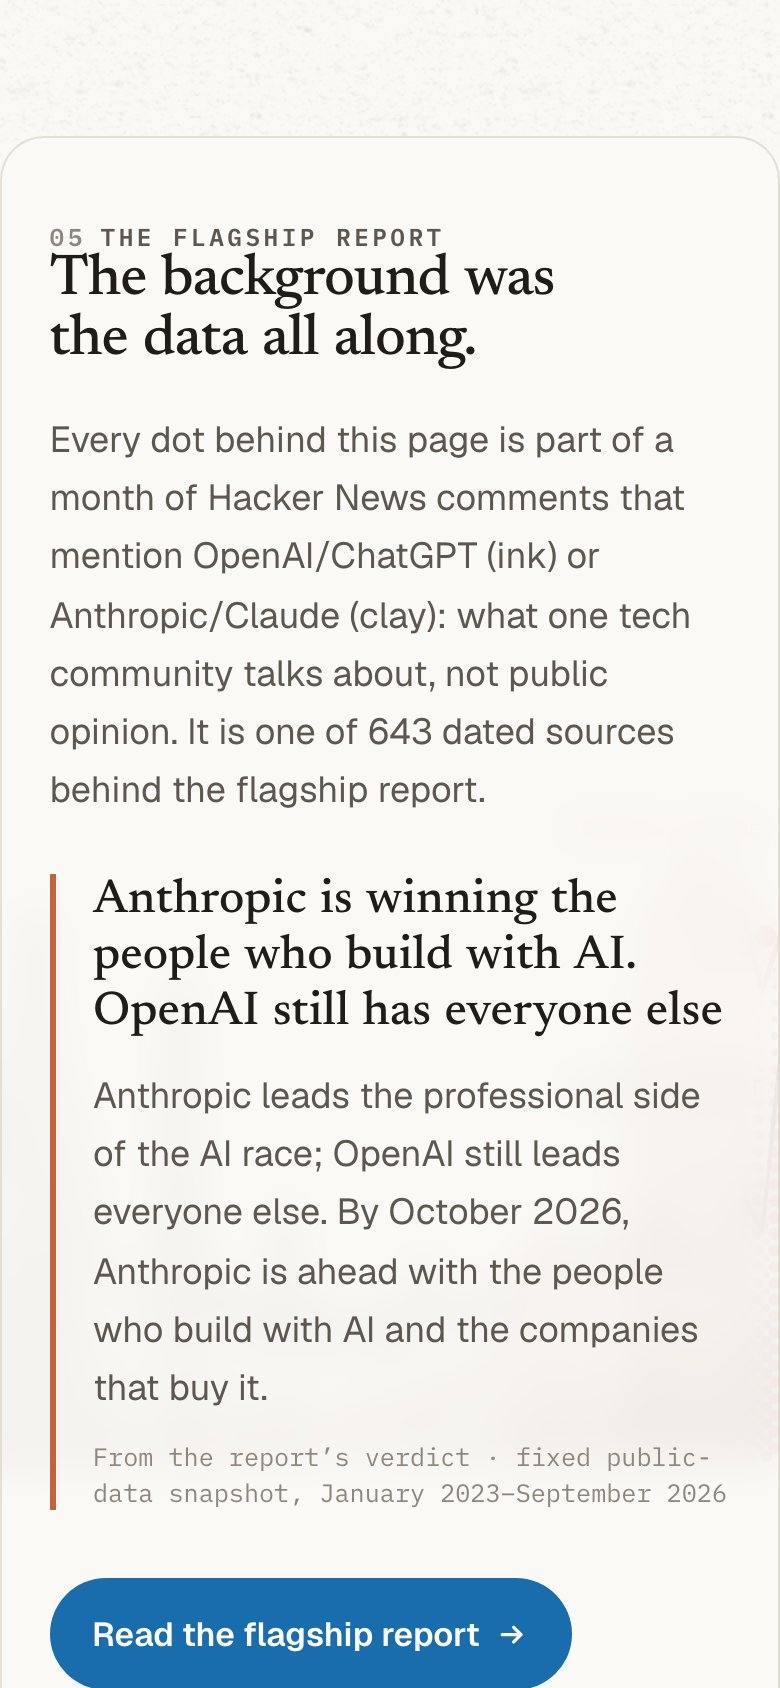 05 THE FLAGSHIP REPORT
The background was
the data all along.
Every dot behind this page is part of a
month of Hacker News comments that
mention OpenAI/ChatGPT (ink) or
Anthropic/Claude (clay): what one tech
community talks about, not public
opinion. It is one of 643 dated sources
behind the flagship report.
Anthropic is winning the
people who build with AI.
OpenAI still has everyone else
Anthropic leads the professional side
of the AI race; OpenAI still leads
everyone else. By October 2026,
Anthropic is ahead with the people
who build with AI and the companies
that buy it.
From the report’s verdict · fixed public-
data snapshot, January 2023–September 2026
Read the flagship report →